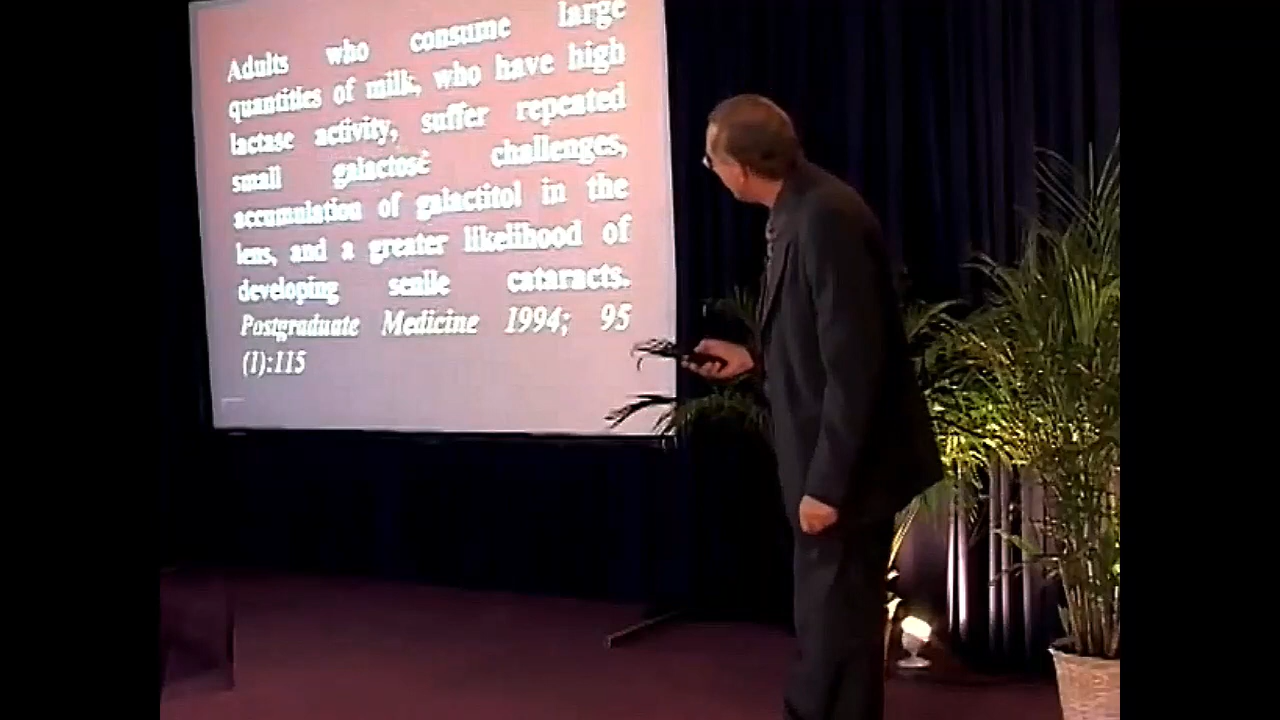 Adults who consume large
quantities of milk, who have high
lactase activity, suffer repeated
small galactose challenges,
accumulation of galactitol in the
lens, and a greater likelihood of
developing senile cataracts.
Postgraduate Medicine 1994; 95
(1):115